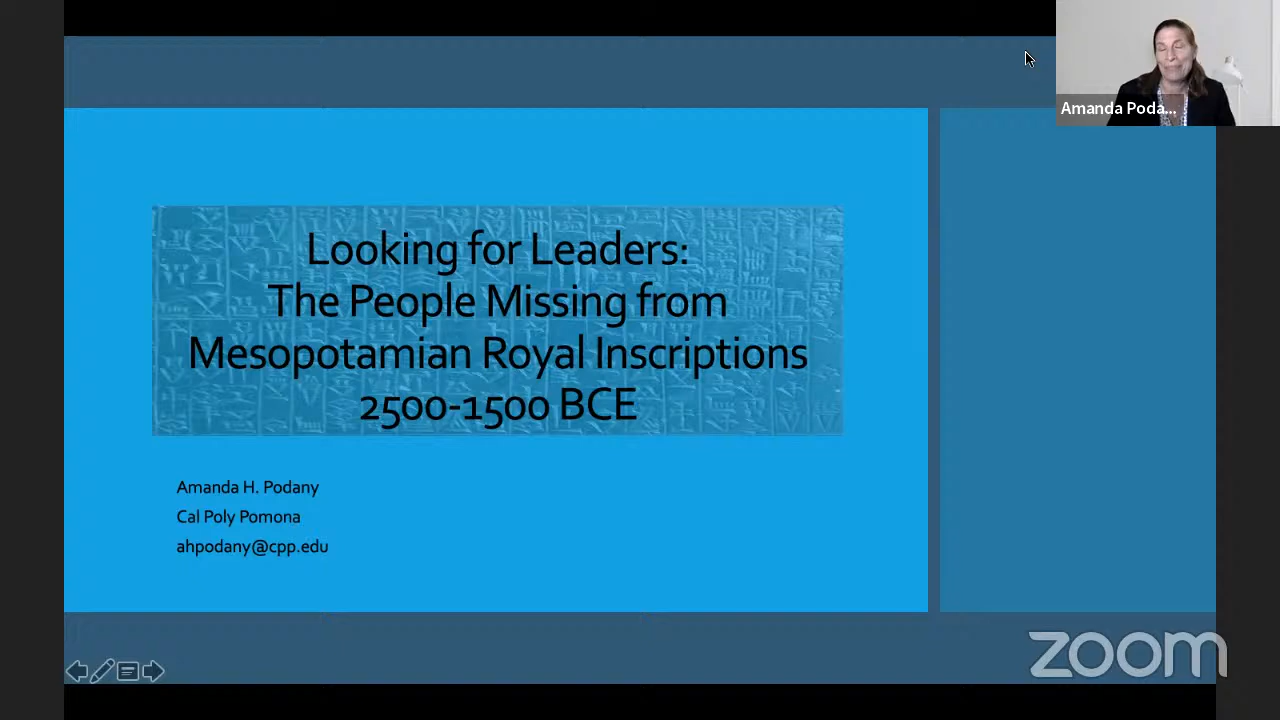 Amanda Poda...
Looking for Leaders:
The People Missing from
Mesopotamian Royal Inscriptions
2500-1500 BCE
Amanda H. Podany
Cal Poly Pomona
ahpodany@cpp.edu
zoom